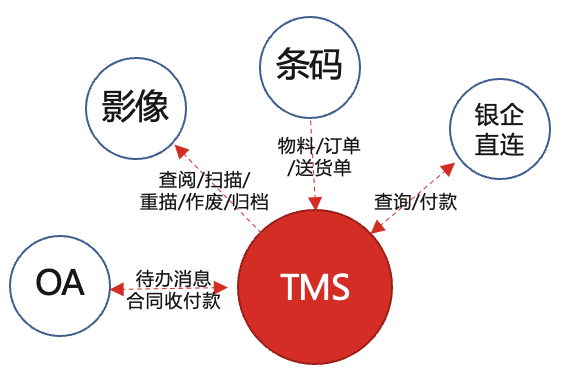 条码
影像
银企
直连
物料/订单
/送货单
查阅/扫描/
重描/作废/归档
查询/付款
OA
待办消息
合同收付款
TMS